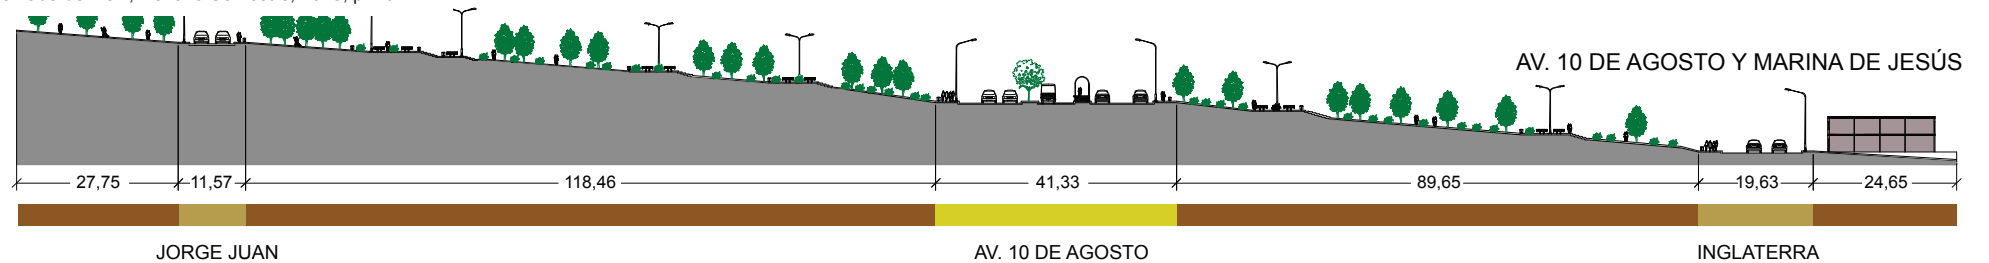 AV. 10 DE AGOSTO Y MARINA DE JESÚS
27,75 11,57 118,46 41,33 89,65 19,63 24,65
JORGE JUAN AV. 10 DE AGOSTO INGLATERRA